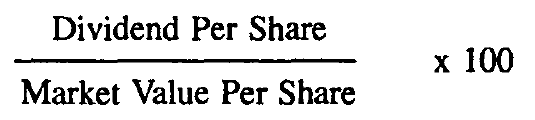 Dividend Per Share
x 100
Market Value Per Share